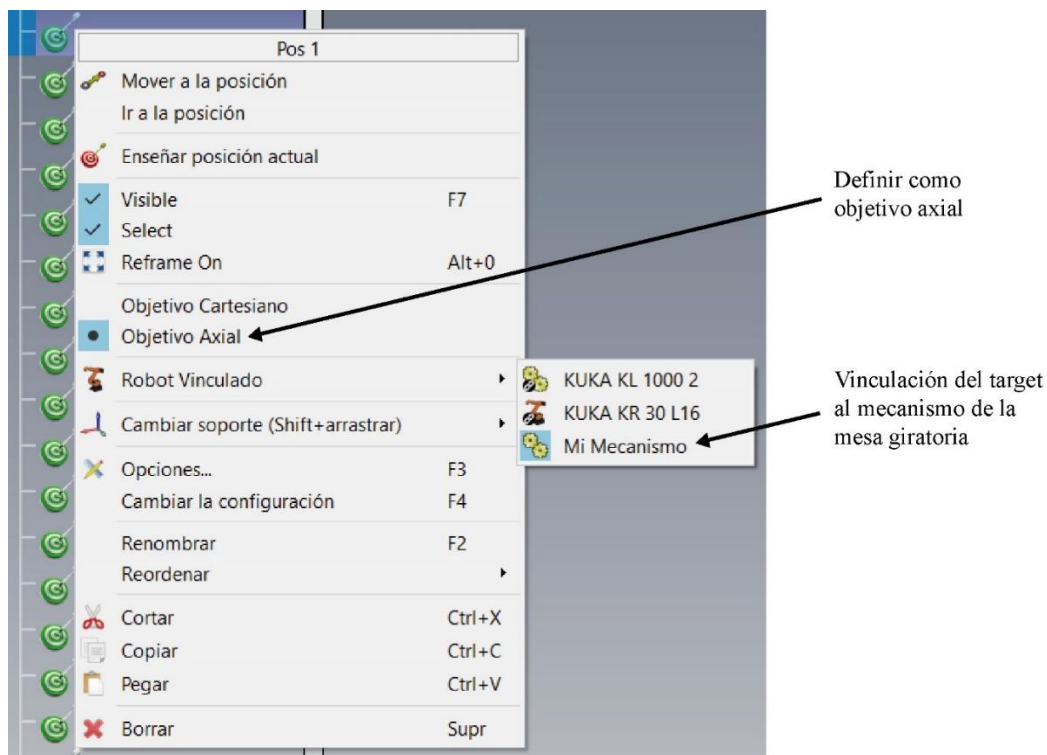 Pos 1
Mover a la posición
Ir a la posición
Enseñar posición actual
Visible F7
Select
Reframe On Alt+0
Objetivo Cartesiano
Objetivo Axial
Robot Vinculado
Cambiar soporte (Shift+arrastrar)
Opciones... F3
Cambiar la configuración F4
Renombrar F2
Reordenar
Cortar Ctrl+X
Copiar Ctrl+C
Pegar Ctrl+V
Borrar Supr
KUKA KL 1000 2
KUKA KR 30 L16
Mi Mecanismo
Definir como
objetivo axial
Vinculación del target
al mecanismo de la
mesa giratoria